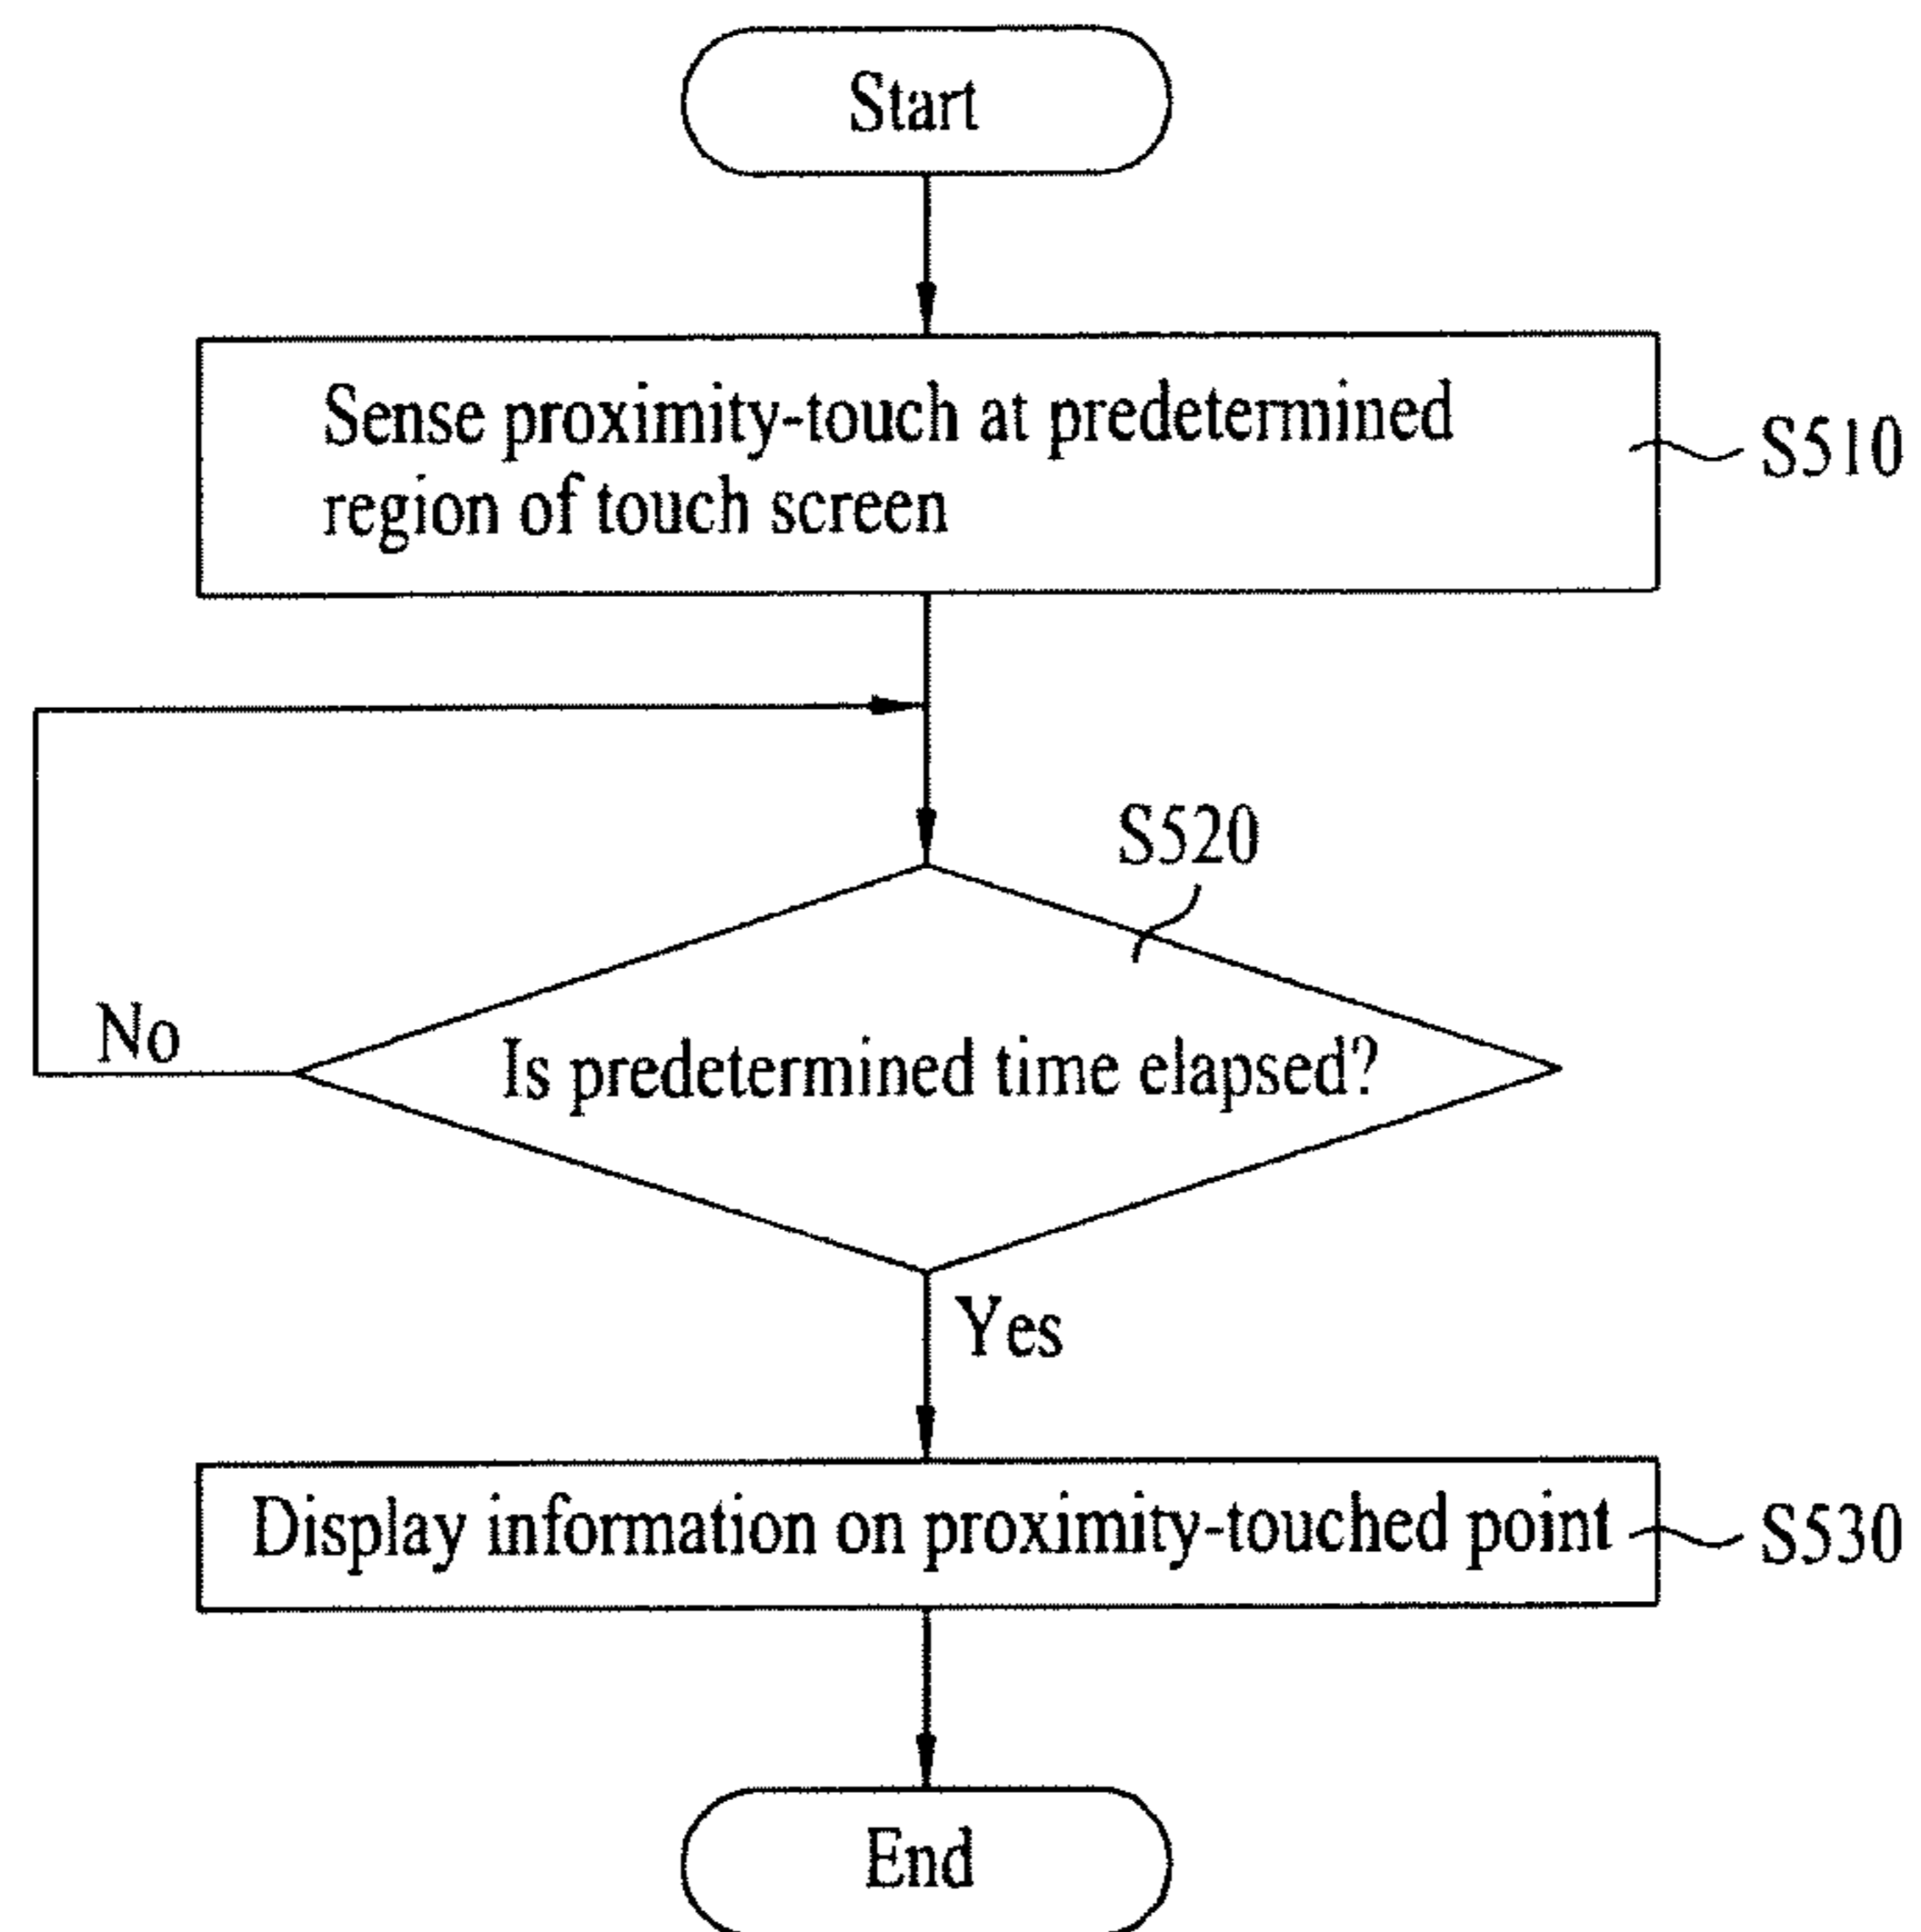 Start
Sense proximity-touch at predetermined
region of touch screen
S510
S520
No
Is predetermined time elapsed?
Yes
Display information on proximity-touched point
S530
End